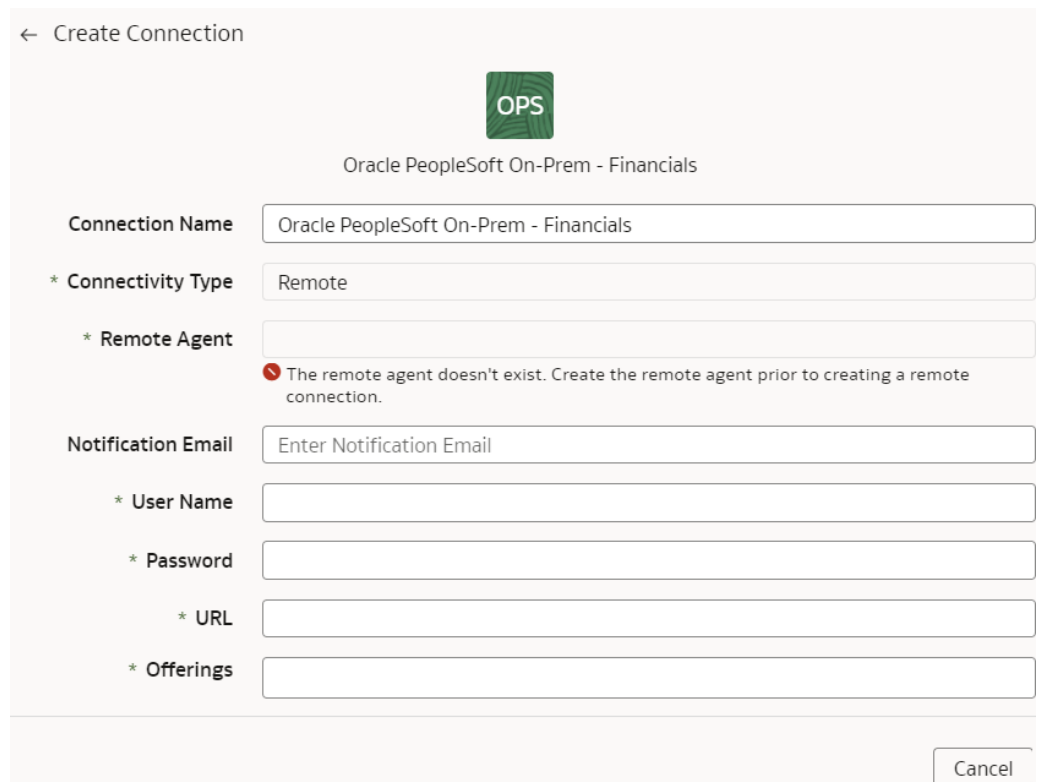 ← Create Connection
OPS
Oracle PeopleSoft On-Prem - Financials
Connection Name Oracle PeopleSoft On-Prem - Financials
* Connectivity Type Remote
* Remote Agent
The remote agent doesn't exist. Create the remote agent prior to creating a remote
connection.
Notification Email Enter Notification Email
* User Name
* Password
* URL
* Offerings
Cancel